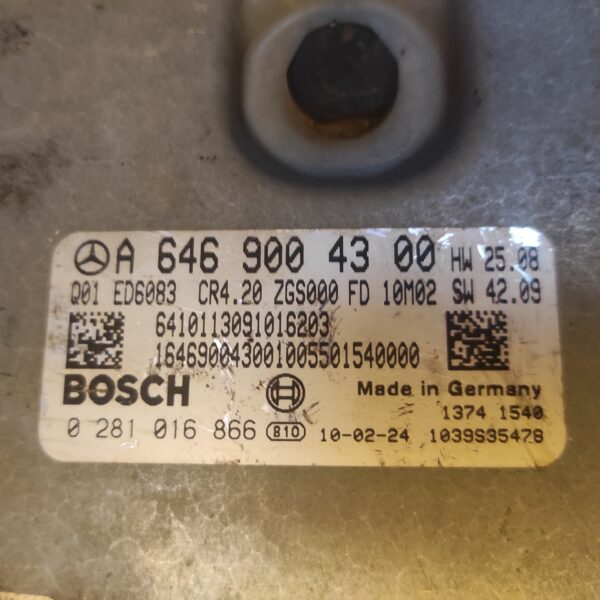 A 646 900 43 00 HW 25.08
Q01 ED6083 CR4.20 ZGS000 FD 10M02 SW 42.09
6410113091016203
1646900430010055015400000
BOSCH Made in Germany
1374 1540
0 281 016 866 810 10-02-24 1039S35478